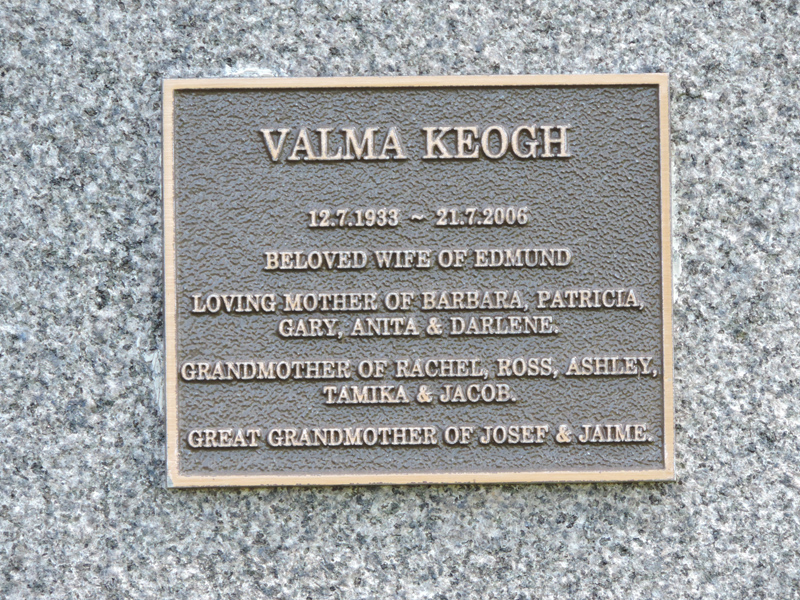 VALMA KEOGH
12.7.1933 ~ 21.7.2006
BELOVED WIFE OF EDMUND
LOVING MOTHER OF BARBARA, PATRICIA,
GARY, ANITA & DARLENE.
GRANDMOTHER OF RACHEL, ROSS, ASHLEY,
TAMIKA & JACOB.
GREAT GRANDMOTHER OF JOSEF & JAIME.